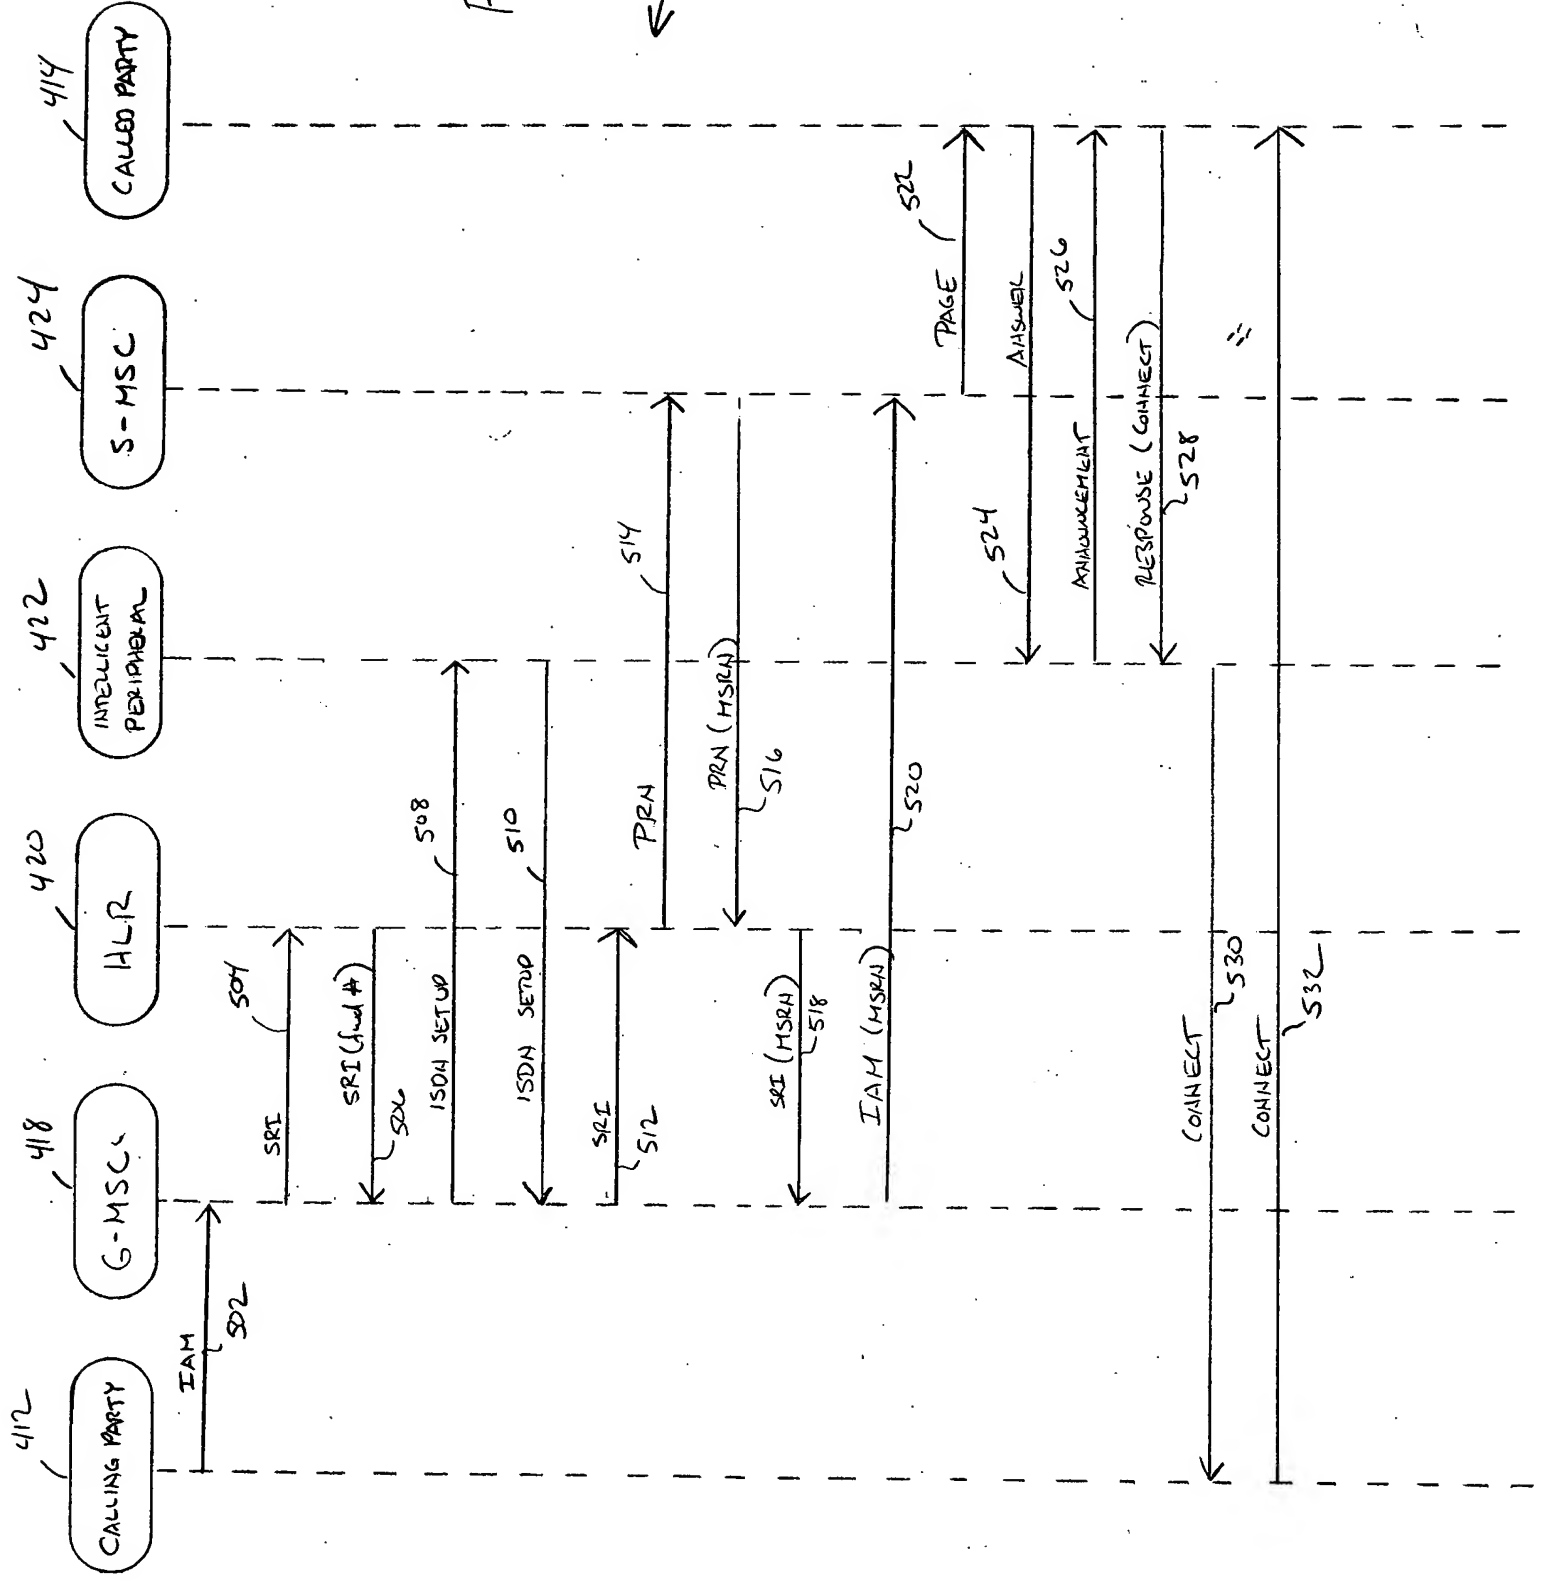 412
CALLING PARTY
418
G-MSC
420
HLR
422
INTELLIGENT
PERIPHERAL
424
S-MSC
414
CALLED PARTY
IAM
502
SRI
504
SRI (fwd #)
506
ISDN SETUP
508
ISDN SETUP
510
SRI
512
PRN
514
PRN (MSRN)
516
SRI (MSRN)
518
IAM (MSRN)
520
PAGE
522
ANSWER
524
ANNOUNCEMENT
526
RESPONSE (CONNECT)
528
CONNECT
530
CONNECT
532